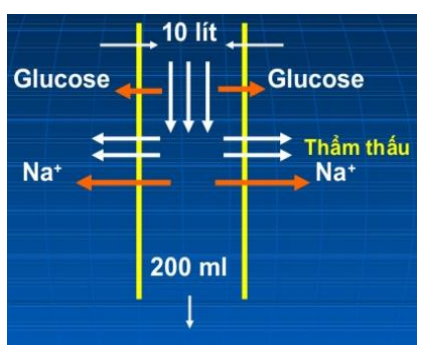 10 lít
Glucose Glucose
Thẩm thấu
Na⁺ Na⁺
200 ml